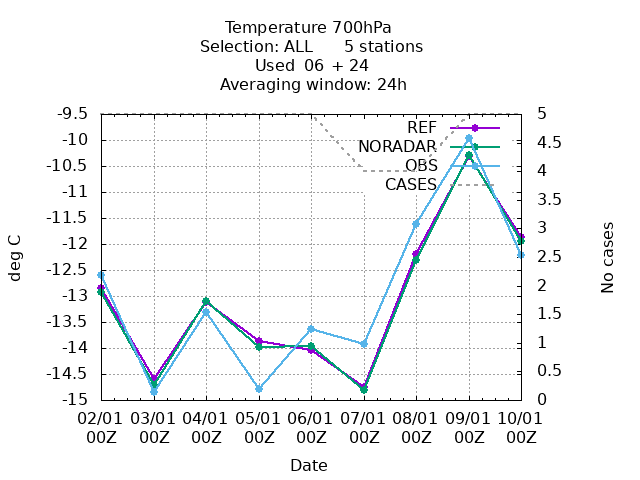 Temperature 700hPa
Selection: ALL 5 stations
Used 06 + 24
Averaging window: 24h
REF
NORADAR
OBS
CASES
-9.5
-10
-10.5
-11
-11.5
-12
-12.5
-13
-13.5
-14
-14.5
-15
deg C
5
4.5
4
3.5
3
2.5
2
1.5
1
0.5
0
No cases
02/01 03/01 04/01 05/01 06/01 07/01 08/01 09/01 10/01
00Z 00Z 00Z 00Z 00Z 00Z 00Z 00Z 00Z
Date